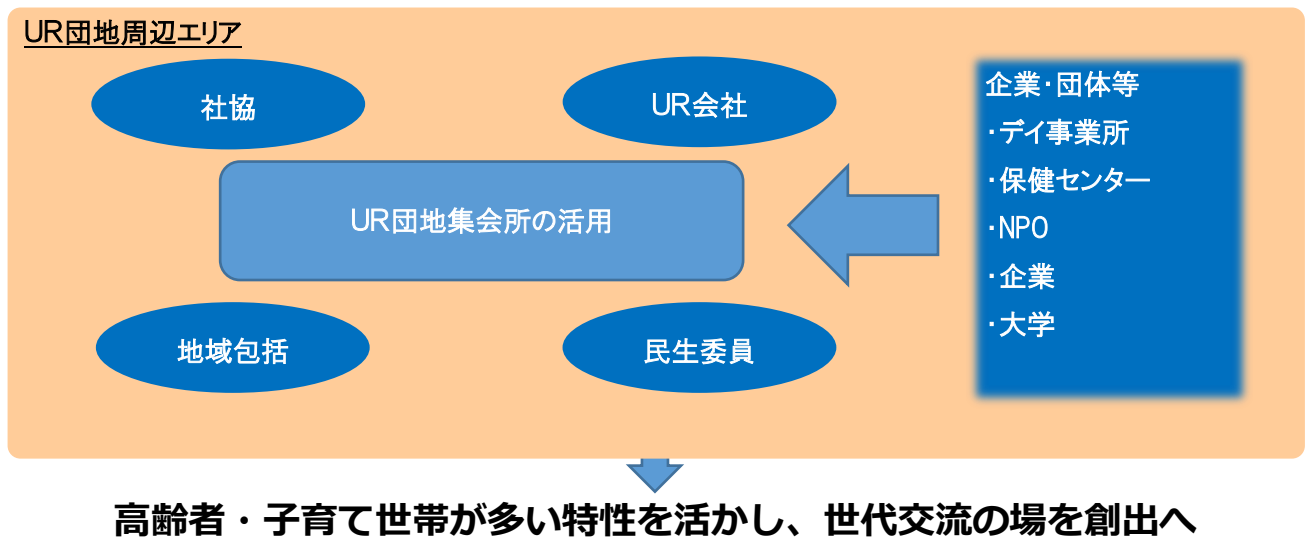 UR団地周辺エリア
社協
UR会社
UR団地集会所の活用
地域包括
民生委員
企業・団体等
・デイ事業所
・保健センター
・NPO
・企業
・大学
高齢者・子育て世帯が多い特性を活かし、世代交流の場を創出へ